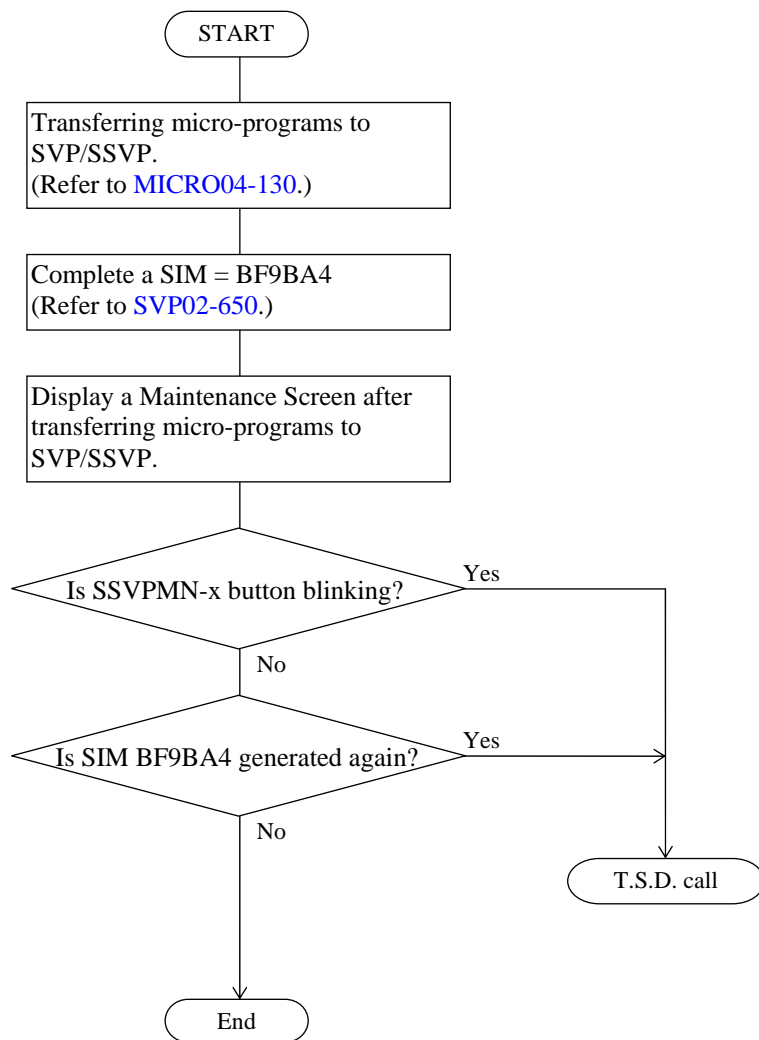 START
Transferring micro-programs to
SVP/SSVP.
(Refer to MICRO04-130.)
Complete a SIM = BF9BA4
(Refer to SVP02-650.)
Display a Maintenance Screen after
transferring micro-programs to
SVP/SSVP.
Is SSVPMN-x button blinking?
Yes
No
Is SIM BF9BA4 generated again?
Yes
No
T.S.D. call
End